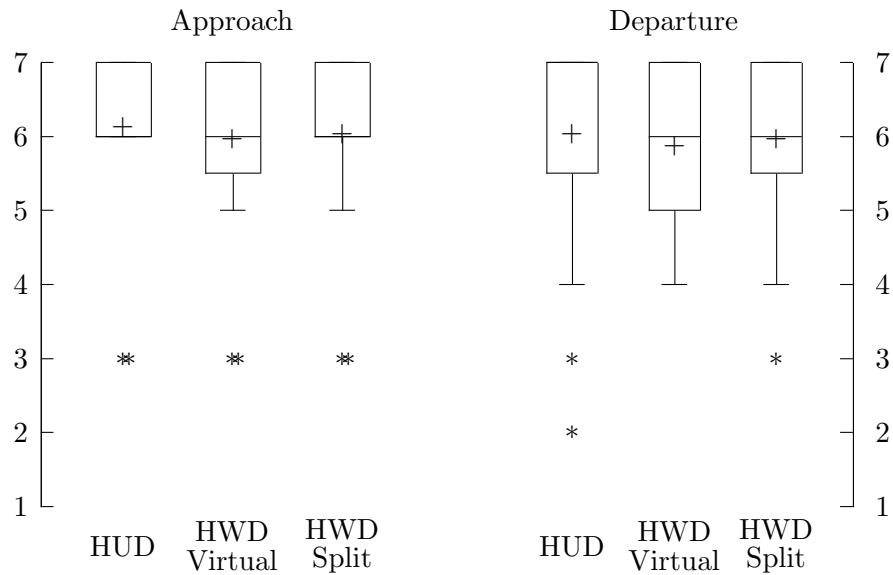 Approach
Departure
7
6
5
4
3
2
1
7
6
5
4
3
2
1
HUD
HWD
Virtual
HWD
Split
HUD
HWD
Virtual
HWD
Split